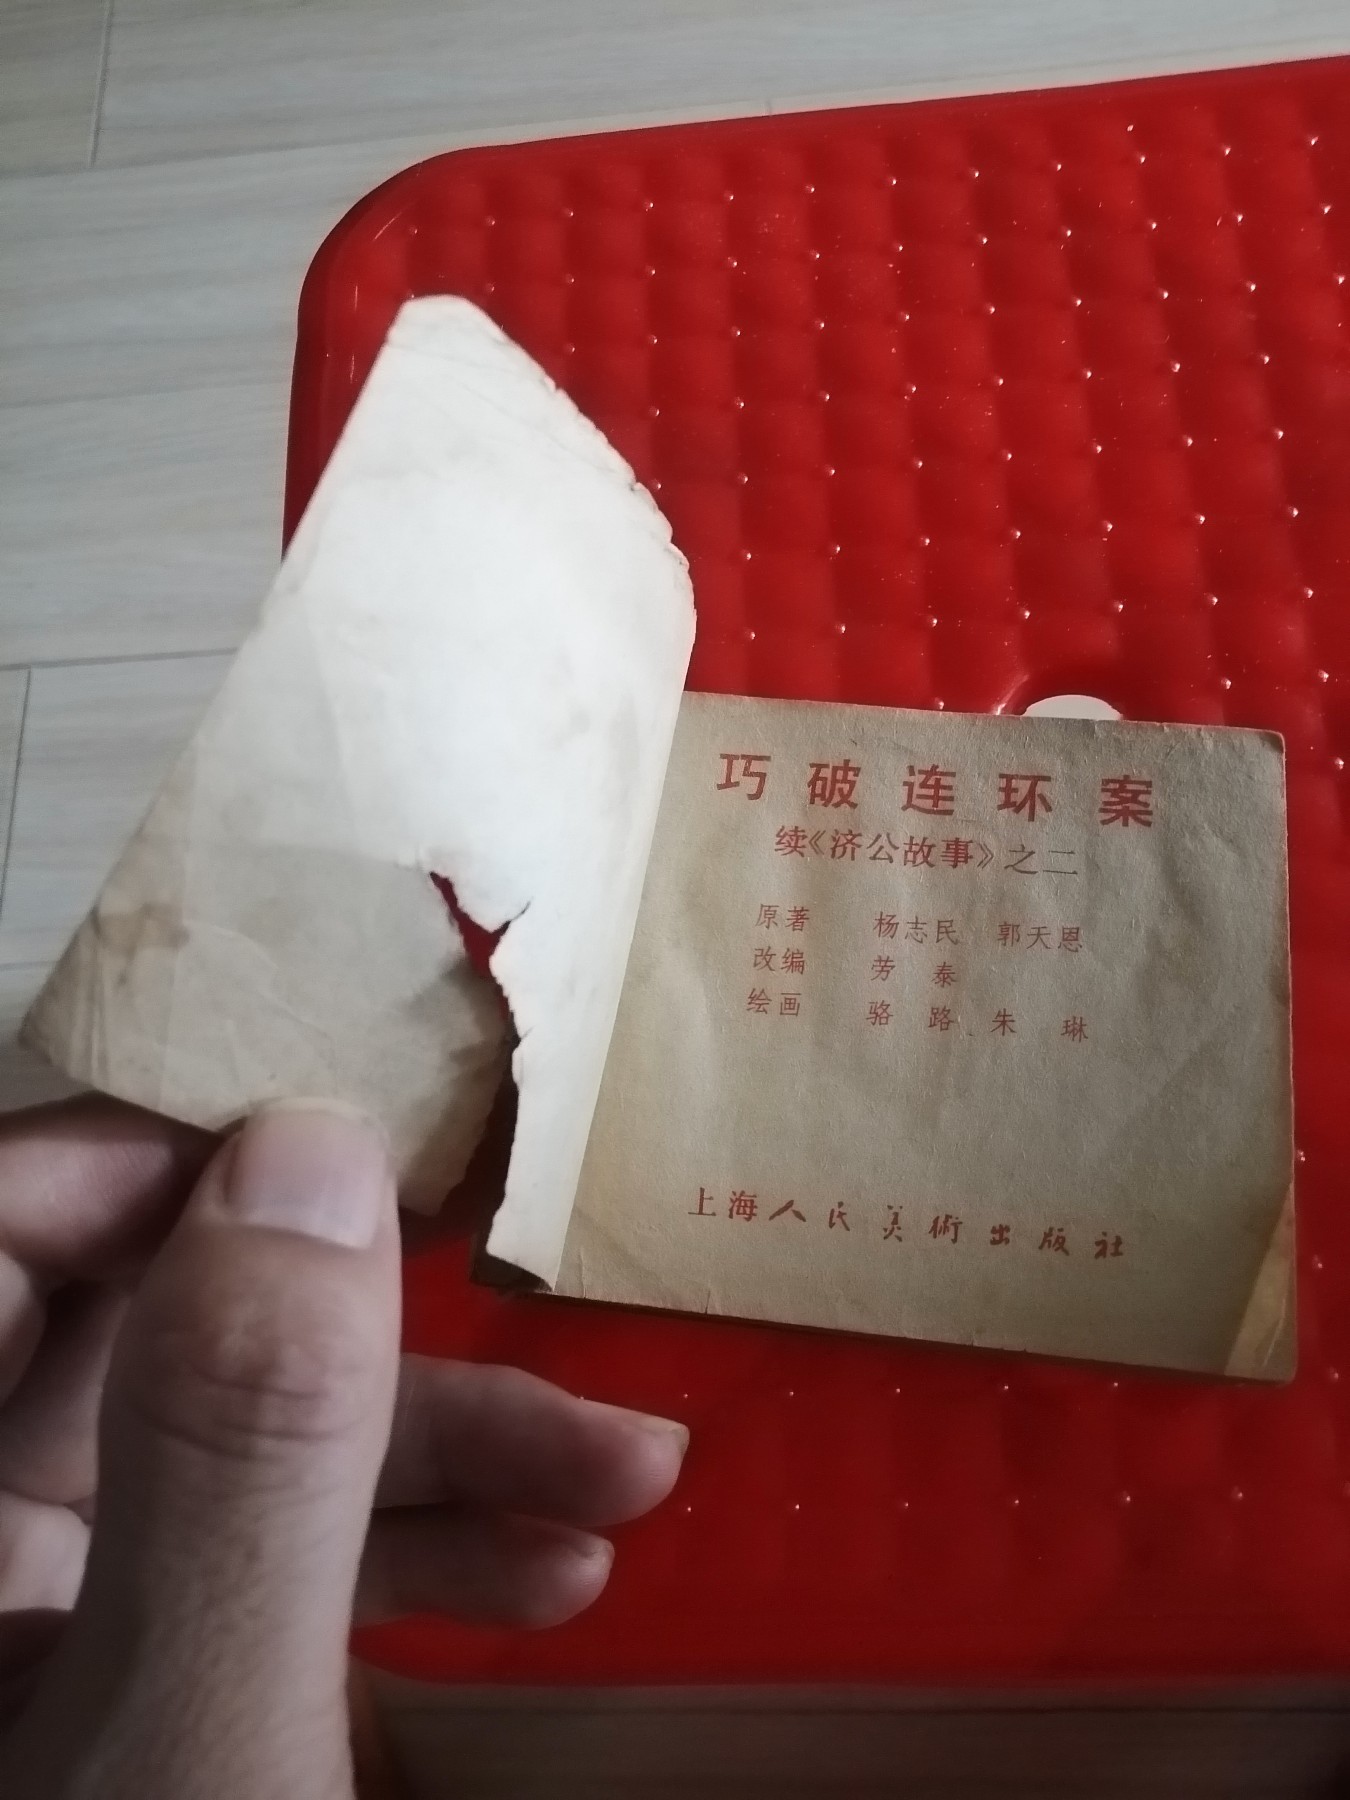 巧破连环案
续《济公故事》之二
原著 杨志民 郭天恩
改编 劳泰
绘画 骆路 朱琳
上海人民美術出版社